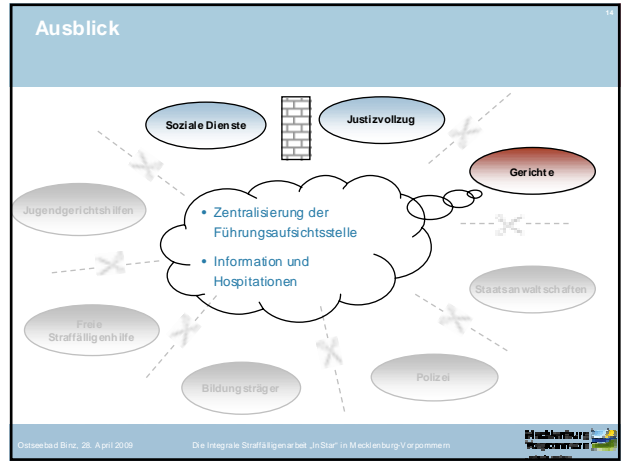 14
Ausblick
Soziale Dienste
Justizvollzug
Gerichte
Jugendgerichtshilfen
• Zentralisierung der
Führungsaufsichtsstelle
• Information und
Hospitationen
Staatsanwaltschaften
Freie
Straffälligenhilfe
Bildungsträger
Polizei
Ostseebad Binz, 28. April 2009
Die Integrale Straffälligenarbeit „InStar“ in Mecklenburg-Vorpommern
Mecklenburg
Vorpommern